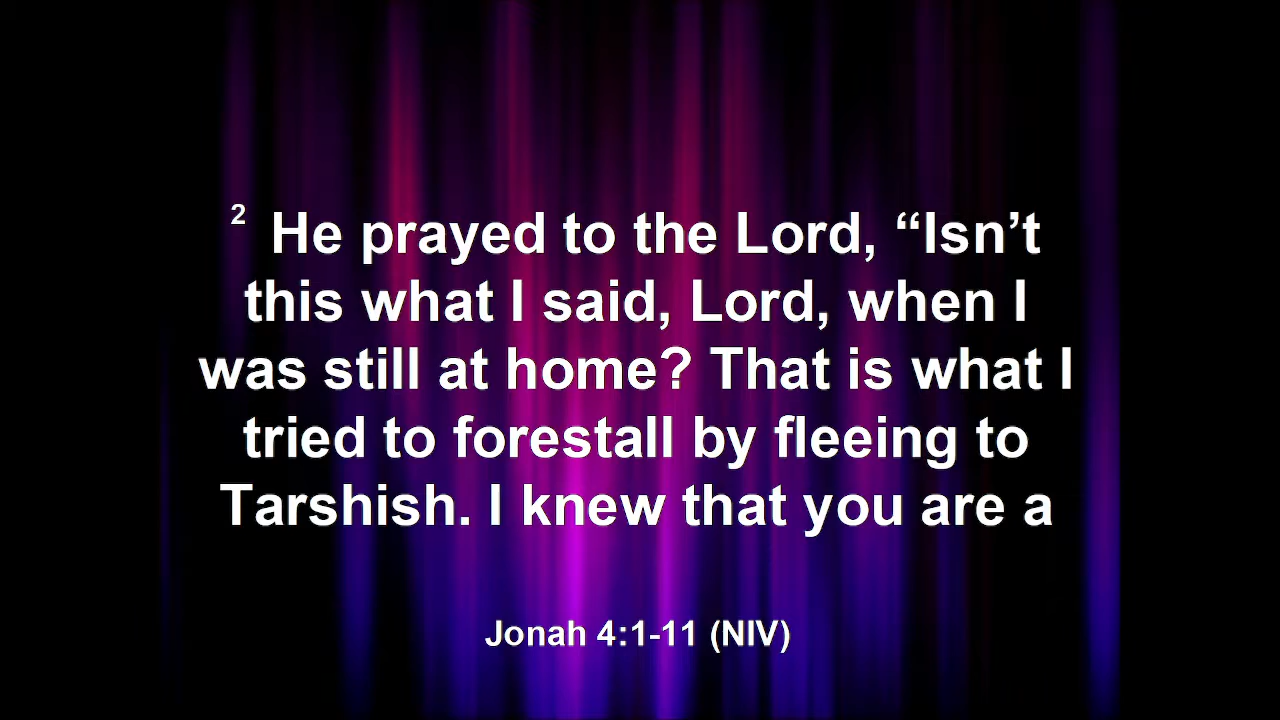 2 He prayed to the Lord, “Isn’t
this what I said, Lord, when I
was still at home? That is what I
tried to forestall by fleeing to
Tarshish. I knew that you are a
Jonah 4:1-11 (NIV)